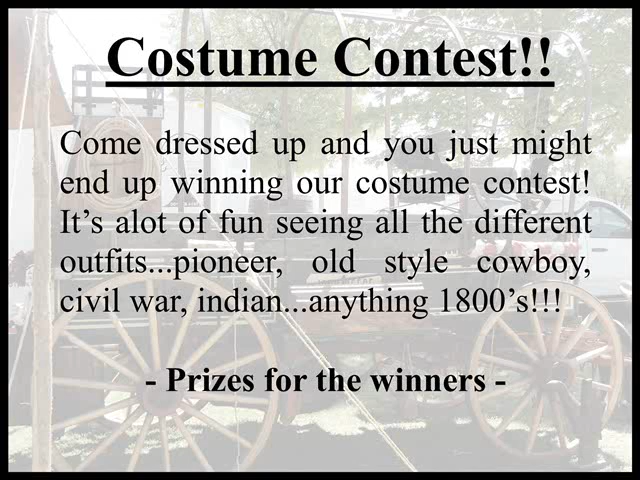 Costume Contest!!
Come dressed up and you just might
end up winning our costume contest!
It's alot of fun seeing all the different
outfits...pioneer, old style cowboy,
civil war, indian...anything 1800's!!!
- Prizes for the winners -